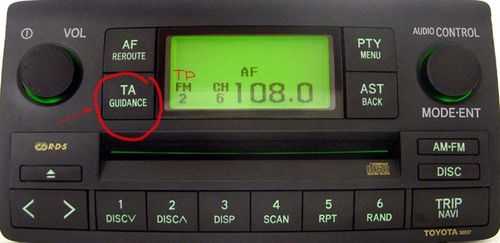 VOL
AF
REROUTE
TA
GUIDANCE
TP
AF
FM
2
CH
6
108.0
PTY
MENU
AST
BACK
AUDIO CONTROL
MODE·ENT
R·D·S
AM·FM
DISC
1
DISC∨
2
DISC∧
3
DISP
4
SCAN
5
RPT
6
RAND
TRIP
NAVI
TOYOTA